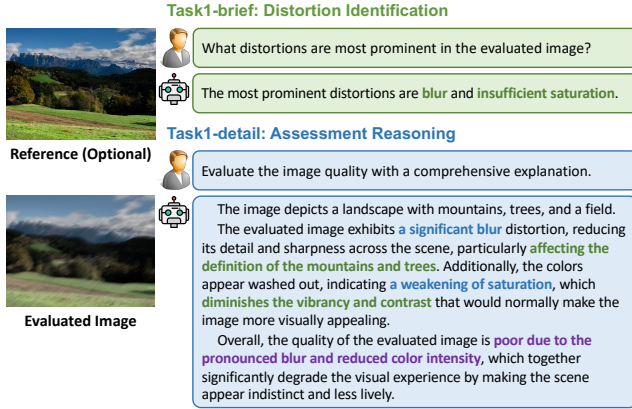 Task1-brief: Distortion Identification
What distortions are most prominent in the evaluated image?
The most prominent distortions are blur and insufficient saturation.
Reference (Optional)
Task1-detail: Assessment Reasoning
Evaluate the image quality with a comprehensive explanation.
Evaluated Image
The image depicts a landscape with mountains, trees, and a field.
The evaluated image exhibits a significant blur distortion, reducing
its detail and sharpness across the scene, particularly affecting the
definition of the mountains and trees. Additionally, the colors
appear washed out, indicating a weakening of saturation, which
diminishes the vibrancy and contrast that would normally make the
image more visually appealing.
Overall, the quality of the evaluated image is poor due to the
pronounced blur and reduced color intensity, which together
significantly degrade the visual experience by making the scene
appear indistinct and less lively.